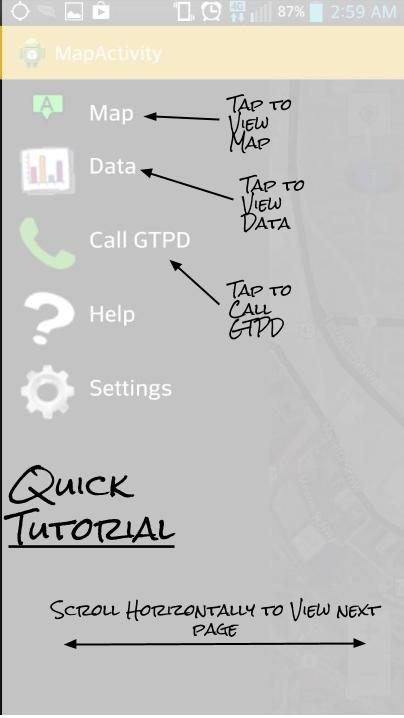 4G 87% 2:59 AM
MapActivity
A
Map
Tap to
View
Map
Data
Tap to
View
Data
Call GTPD
Tap to
Call
GTPD
Help
Settings
Quick
Tutorial
Scroll Horizontally to View next
page